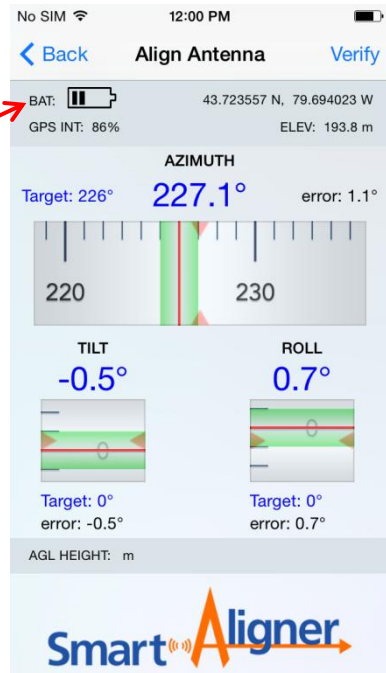 No SIM 12:00 PM
Back Align Antenna Verify
BAT: 43.723557 N, 79.694023 W
GPS INT: 86% ELEV: 193.8 m
AZIMUTH
Target: 226° 227.1° error: 1.1°
220 230
TILT ROLL
-0.5° 0.7°
0 0
Target: 0° Target: 0°
error: -0.5° error: 0.7°
AGL HEIGHT: m
Smart Aligner